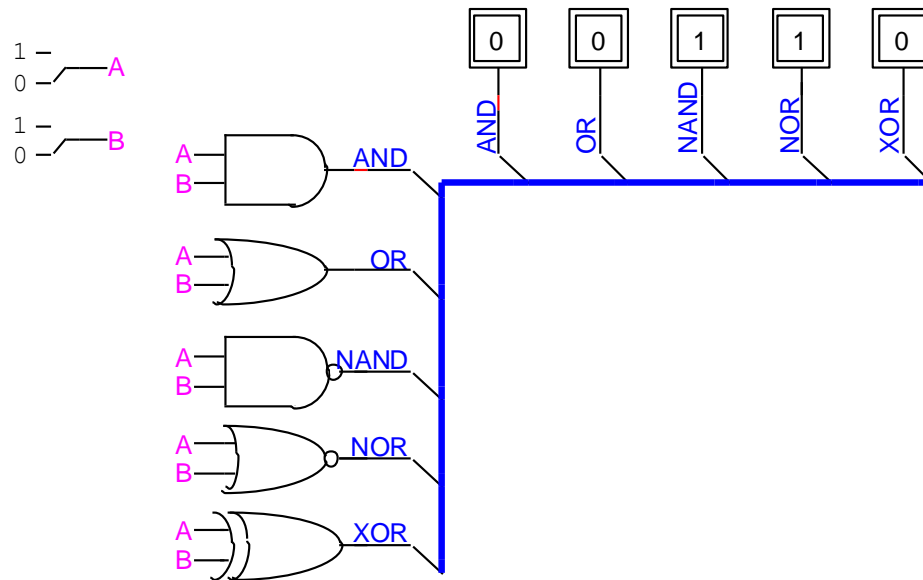 0 0 1 1 0
1
0 A
1
0 B
AND OR NAND NOR XOR
A AND
B
A OR
B
A NAND
B
A NOR
B
A XOR
B